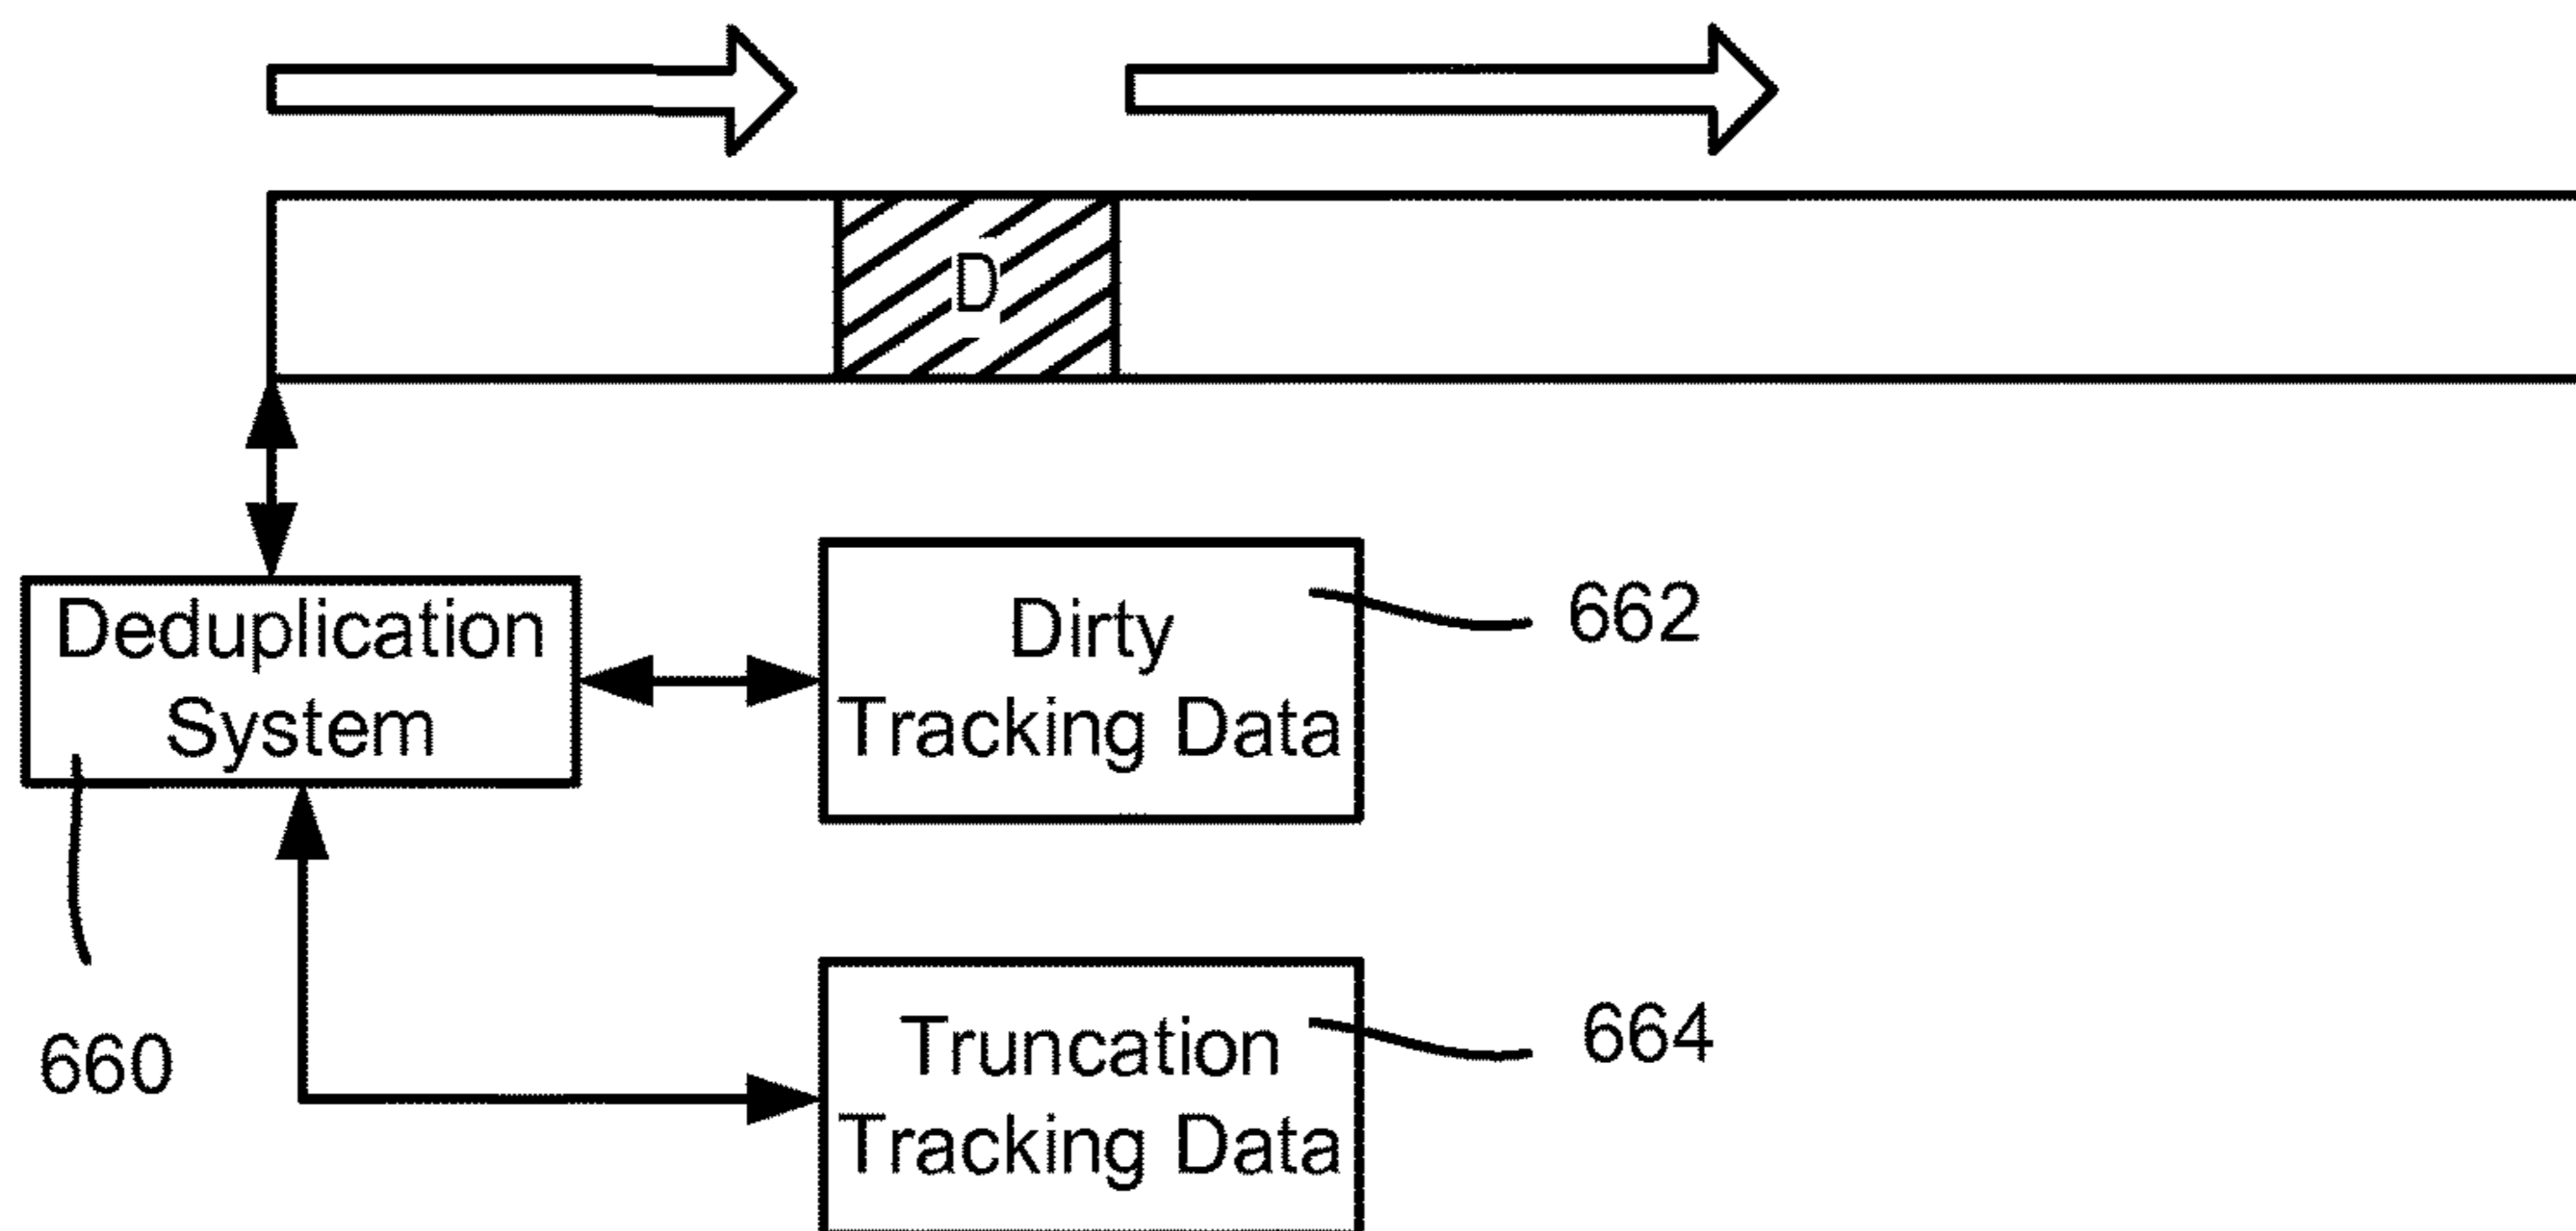 D
Deduplication
System
Dirty
Tracking Data
662
660
Truncation
Tracking Data
664